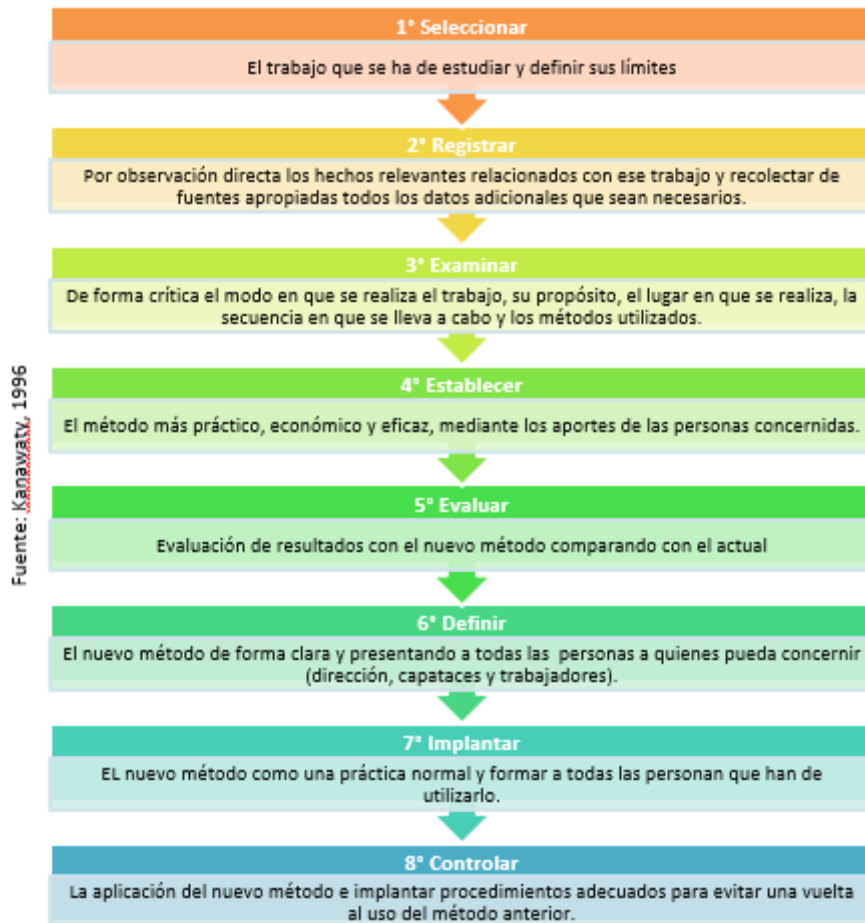 1° Seleccionar
El trabajo que se ha de estudiar y definir sus límites
2° Registrar
Por observación directa los hechos relevantes relacionados con ese trabajo y recolectar de
fuentes apropiadas todos los datos adicionales que sean necesarios.
3° Examinar
De forma crítica el modo en que se realiza el trabajo, su propósito, el lugar en que se realiza, la
secuencia en que se lleva a cabo y los métodos utilizados.
4° Establecer
El método más práctico, económico y eficaz, mediante los aportes de las personas concernidas.
5° Evaluar
Evaluación de resultados con el nuevo método comparando con el actual
6° Definir
El nuevo método de forma clara y presentando a todas las personas a quienes pueda concernir
(dirección, capataces y trabajadores).
7° Implantar
EL nuevo método como una práctica normal y formar a todas las personan que han de
utilizarlo.
8° Controlar
La aplicación del nuevo método e implantar procedimientos adecuados para evitar una vuelta
al uso del método anterior.
Fuente: Kanawaty, 1996